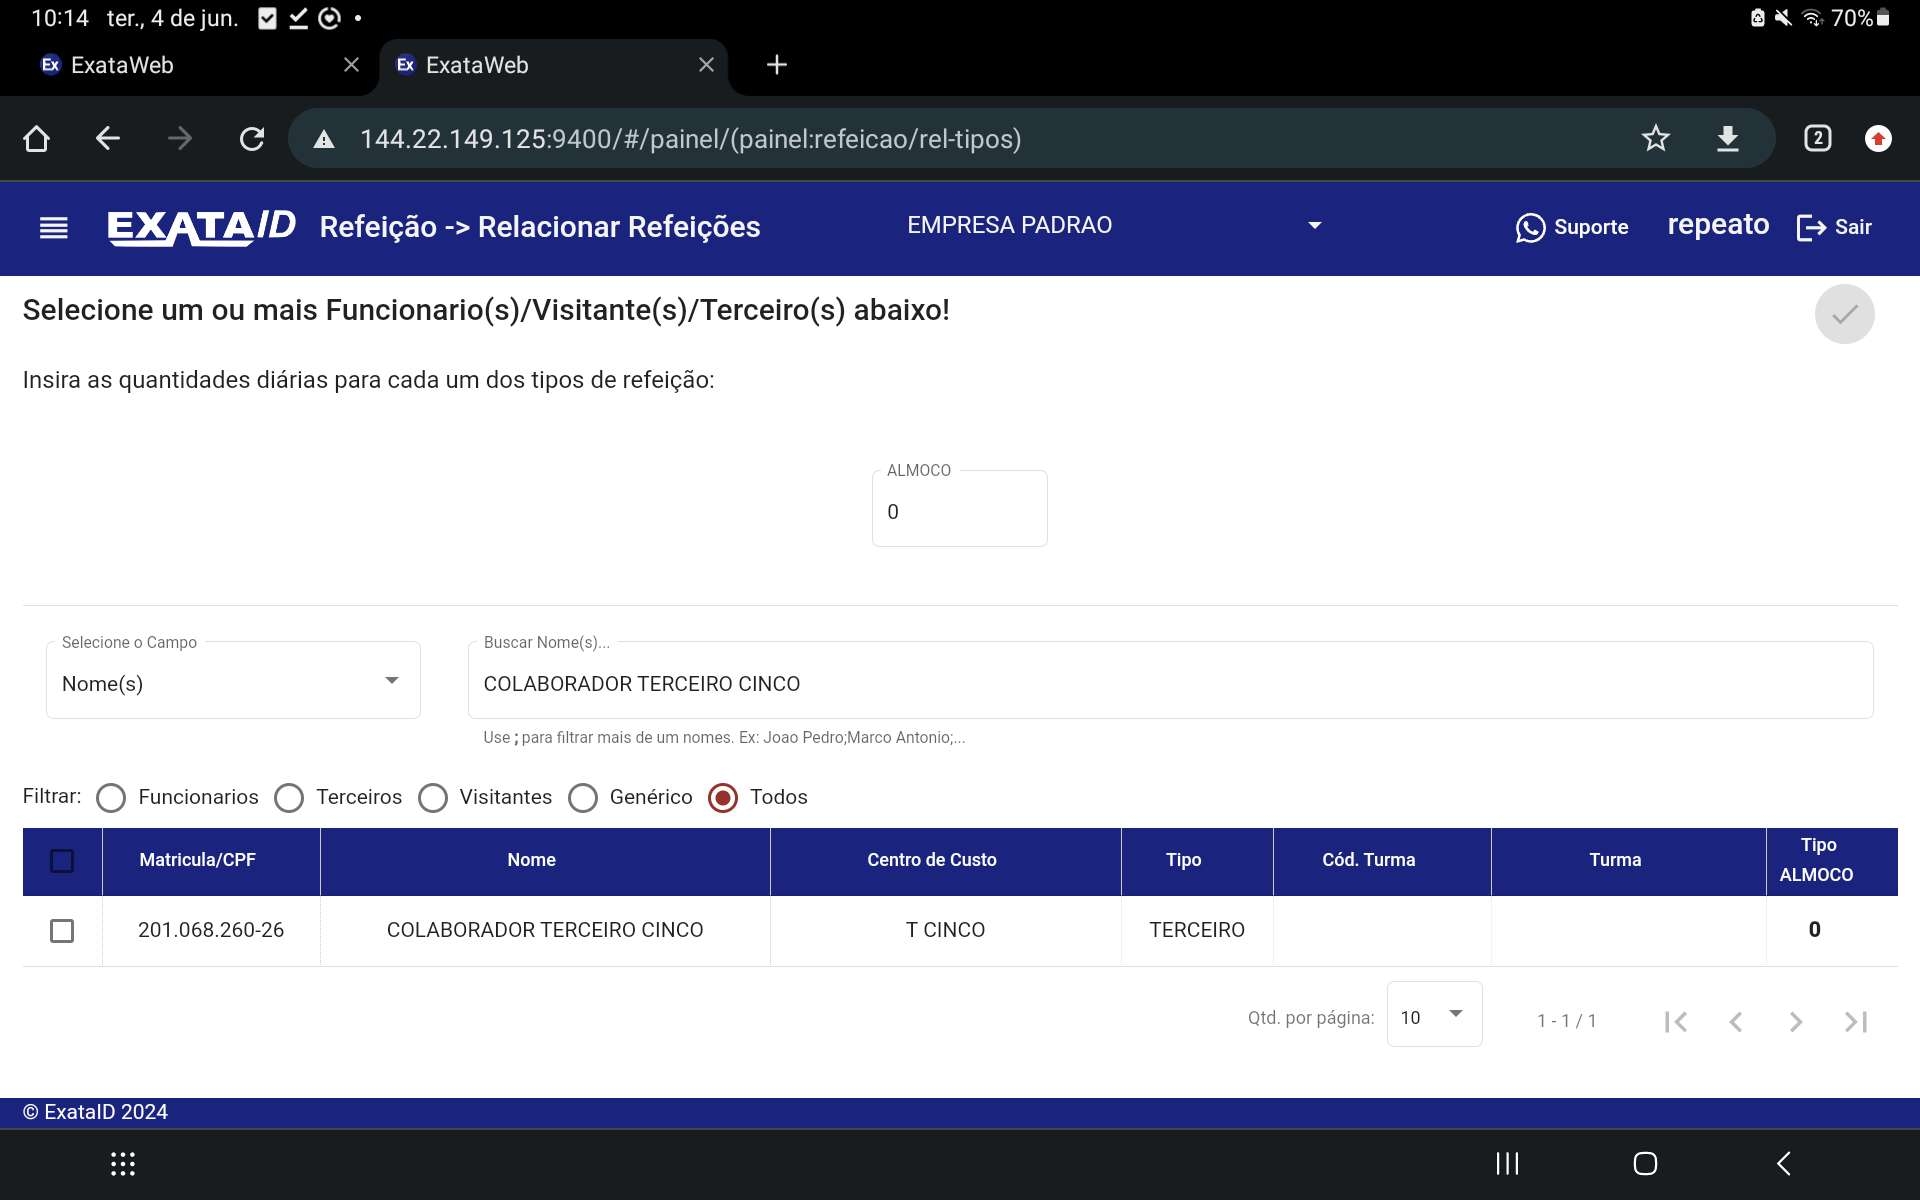 10:14 ter., 4 de jun.
70%
Ex ExataWeb
Ex ExataWeb
144.22.149.125:9400/#/painel/(painel:refeicao/rel-tipos)
2
EXATAID Refeição -> Relacionar Refeições EMPRESA PADRAO Suporte repeato Sair
Selecione um ou mais Funcionario(s)/Visitante(s)/Terceiro(s) abaixo!
Insira as quantidades diárias para cada um dos tipos de refeição:
ALMOCO
0
Selecione o Campo
Nome(s)
Buscar Nome(s)...
COLABORADOR TERCEIRO CINCO
Use ; para filtrar mais de um nomes. Ex: Joao Pedro;Marco Antonio;...
Filtrar: Funcionarios Terceiros Visitantes Genérico Todos
Matricula/CPF Nome Centro de Custo Tipo Cód. Turma Turma Tipo ALMOCO
201.068.260-26 COLABORADOR TERCEIRO CINCO T CINCO TERCEIRO 0
Qtd. por página: 10 1 - 1 / 1
© ExataID 2024